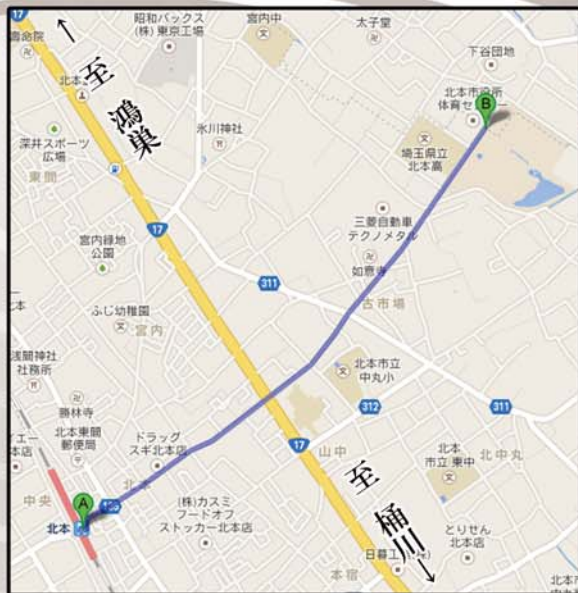 17
昭和パックス
(株)東京工場
宮内中
太子堂
寿命院
至
下谷団地
北本市役所
体育セ
B
鴻巣
氷川神社
埼玉県立
北本高
深井スポーツ
広場
東間
三菱自動車
テクノメタル
17
宮内緑地
公園
如意寺
311
古市場
ふじ幼稚園
宮内
浅間神社
社務所
北本市立
中丸小
312
311
勝林寺
北本東間
郵便局
ドラッグ
スギ北本店
17
山中
北本
市立東中
北中丸
至
中央
A
北本
(株)カスミ
フードオフ
ストッカー北本店
桶川
とりせん
北本店
日暮工
本宿
北本市